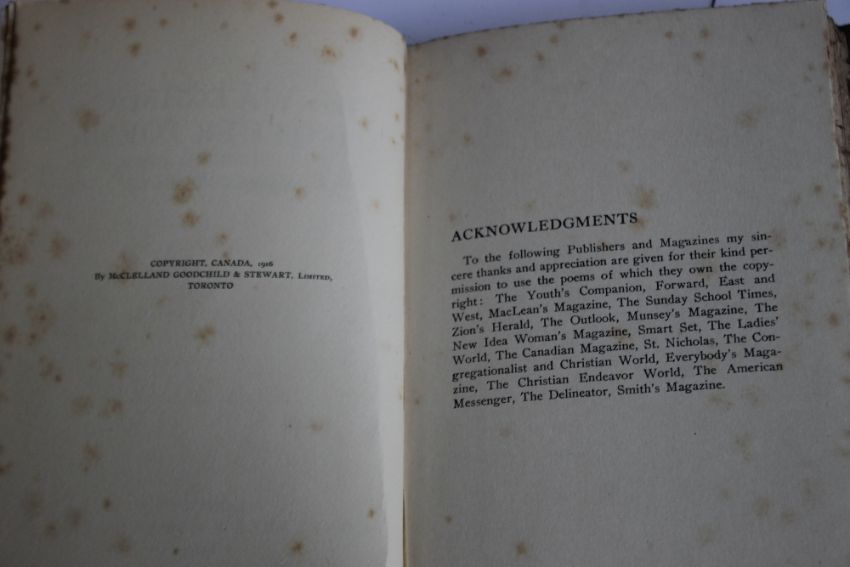 COPYRIGHT, CANADA, 1916
By McCLELLAND GOODCHILD & STEWART, LIMITED,
TORONTO
ACKNOWLEDGMENTS
To the following Publishers and Magazines my sin-
cere thanks and appreciation are given for their kind per-
mission to use the poems of which they own the copy-
right: The Youth's Companion, Forward, East and
West, MacLean's Magazine, The Sunday School Times,
Zion's Herald, The Outlook, Munsey's Magazine, The
New Idea Woman's Magazine, Smart Set, The Ladies'
World, The Canadian Magazine, St. Nicholas, The Con-
gregationalist and Christian World, Everybody's Maga-
zine, The Christian Endeavor World, The American
Messenger, The Delineator, Smith's Magazine.